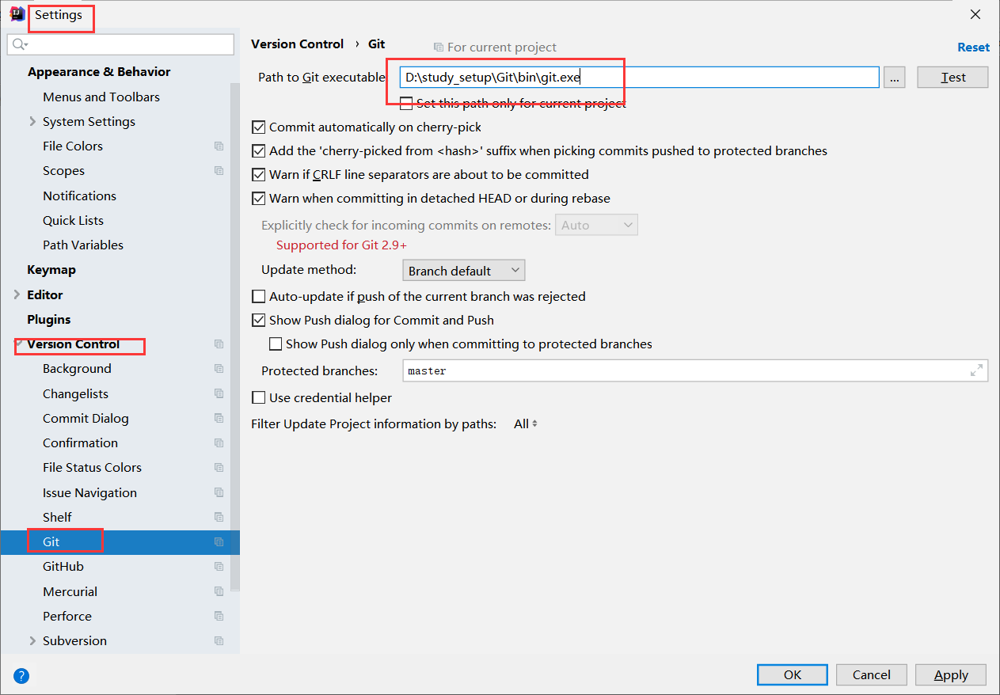 Settings
Appearance & Behavior
Menus and Toolbars
System Settings
File Colors
Scopes
Notifications
Quick Lists
Path Variables
Keymap
Editor
Plugins
Version Control
Background
Changelists
Commit Dialog
Confirmation
File Status Colors
Issue Navigation
Shelf
Git
GitHub
Mercurial
Perforce
Subversion
Version Control › Git For current project Reset
Path to Git executable D:\study_setup\Git\bin\git.exe ... Test
Set this path only for current project
Commit automatically on cherry-pick
Add the 'cherry-picked from <hash>' suffix when picking commits pushed to protected branches
Warn if CRLF line separators are about to be committed
Warn when committing in detached HEAD or during rebase
Explicitly check for incoming commits on remotes: Auto
Supported for Git 2.9+
Update method: Branch default
Auto-update if push of the current branch was rejected
Show Push dialog for Commit and Push
Show Push dialog only when committing to protected branches
Protected branches: master
Use credential helper
Filter Update Project information by paths: All
? OK Cancel Apply